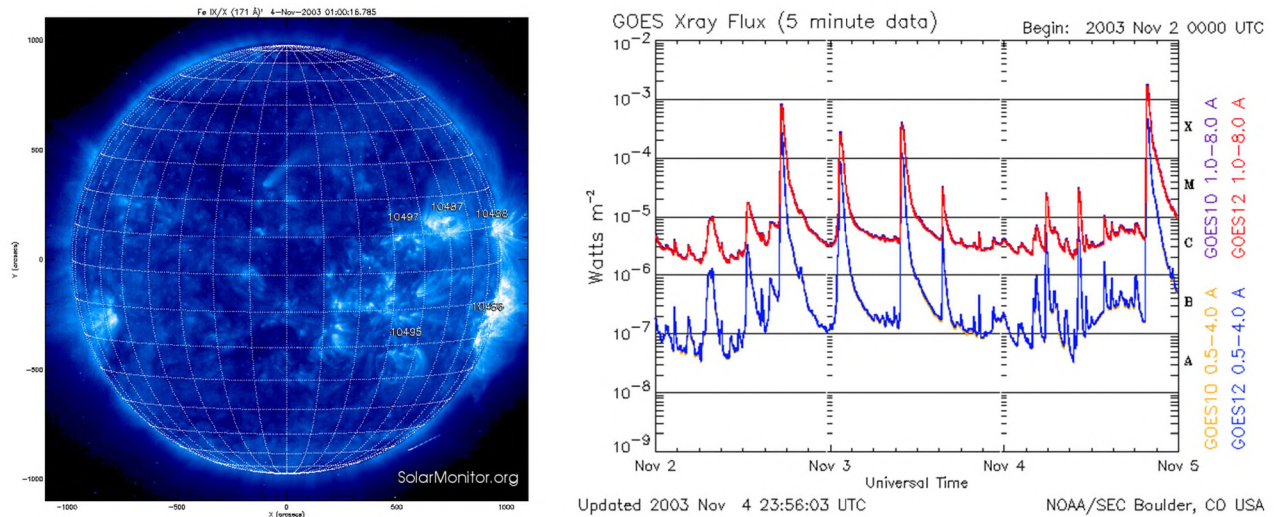 Fe IX/X (171 Å)' 4-Nov-2003 01:00:16.785
1000
500
0
-500
-1000
Y (arcsecs)
10487
10497
10495
SolarMonitor.org
-1000
-500
0
500
1000
X (arcsecs)
GOES Xray Flux (5 minute data)
Begin: 2003 Nov 2 0000 UTC
Watts m-2
10-2
10-3
10-4
10-5
10-6
10-7
10-8
10-9
X
M
C
B
A
GOES10 1.0-8.0 A
GOES12 1.0-8.0 A
GOES10 0.5-4.0 A
GOES12 0.5-4.0 A
Nov 2
Nov 3
Nov 4
Nov 5
Universal Time
Updated 2003 Nov 4 23:56:03 UTC
NOAA/SEC Boulder, CO USA